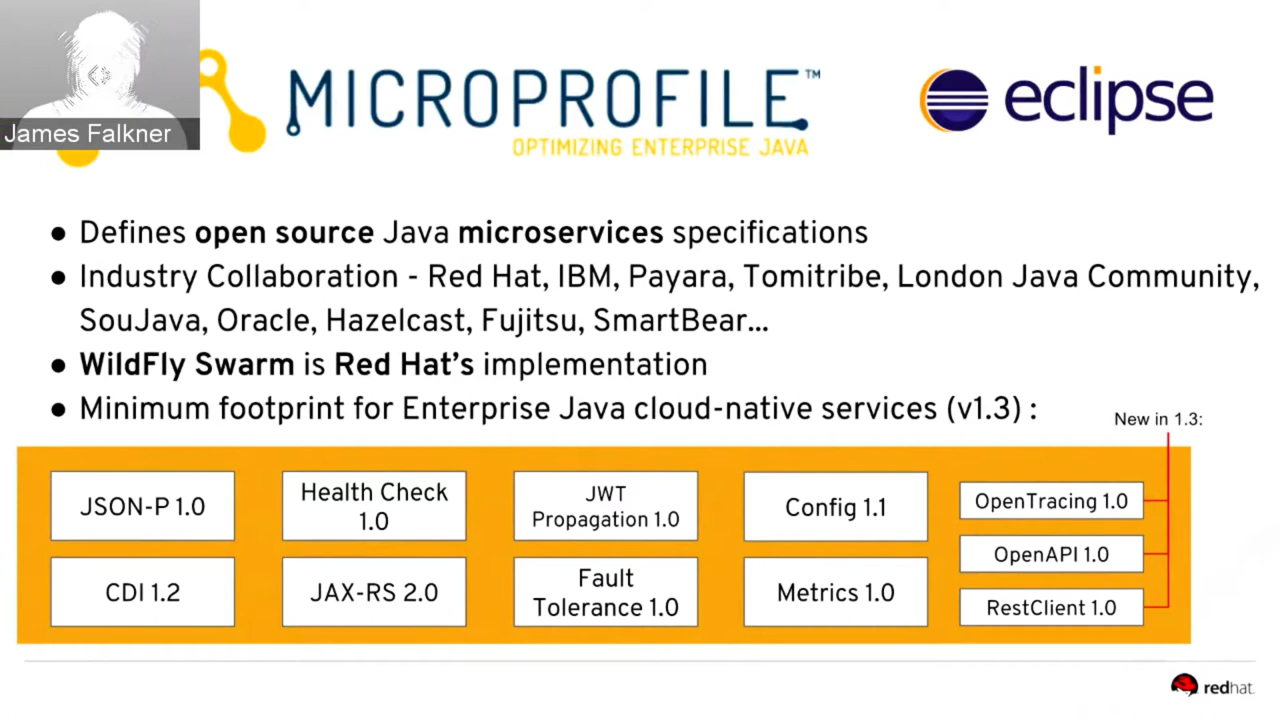 James Falkner
MICROPROFILE™
OPTIMIZING ENTERPRISE JAVA
eclipse
● Defines open source Java microservices specifications
● Industry Collaboration - Red Hat, IBM, Payara, Tomitribe, London Java Community,
SouJava, Oracle, Hazelcast, Fujitsu, SmartBear...
● WildFly Swarm is Red Hat's implementation
● Minimum footprint for Enterprise Java cloud-native services (v1.3) :
New in 1.3:
JSON-P 1.0
Health Check
1.0
JWT
Propagation 1.0
Config 1.1
OpenTracing 1.0
OpenAPI 1.0
CDI 1.2
JAX-RS 2.0
Fault
Tolerance 1.0
Metrics 1.0
RestClient 1.0
redhat.